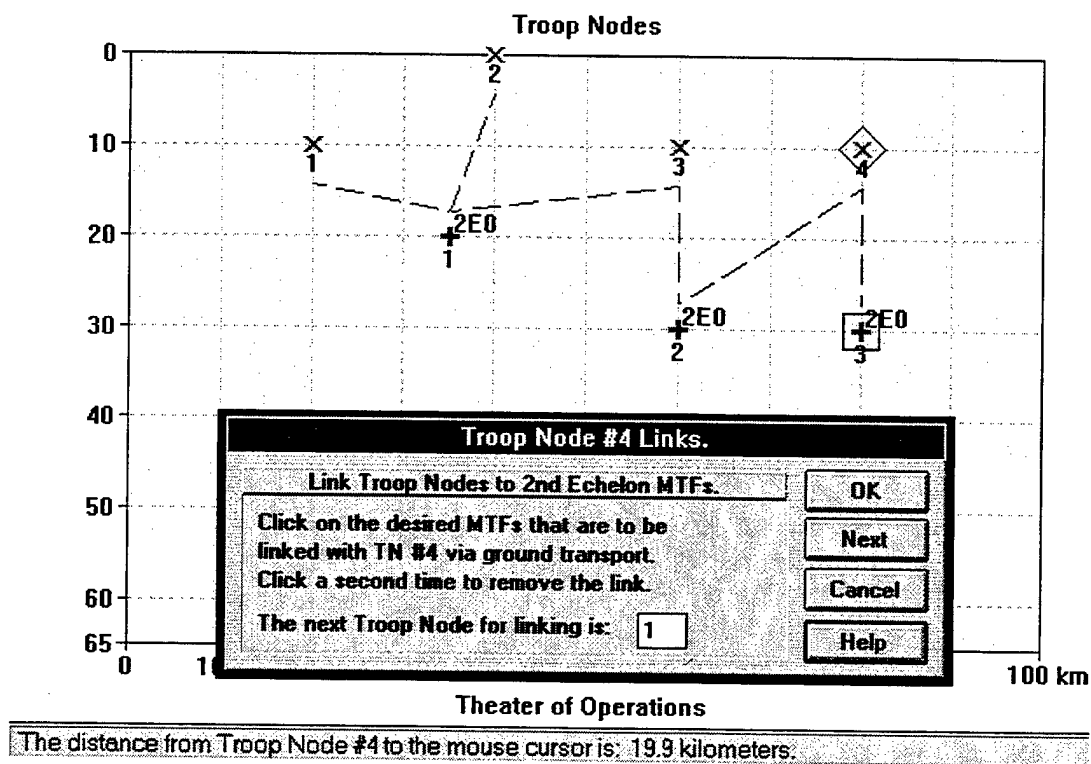 Troop Nodes
0
10
20
30
40
50
60
65
2
1
3
4
2E0
1
2E0
2
2E0
3
Troop Node #4 Links.
Link Troop Nodes to 2nd Echelon MTFs.
Click on the desired MTFs that are to be
linked with TN #4 via ground transport.
Click a second time to remove the link.
The next Troop Node for linking is: 1
OK
Next
Cancel
Help
0
100 km
Theater of Operations
The distance from Troop Node #4 to the mouse cursor is: 19.9 kilometers.